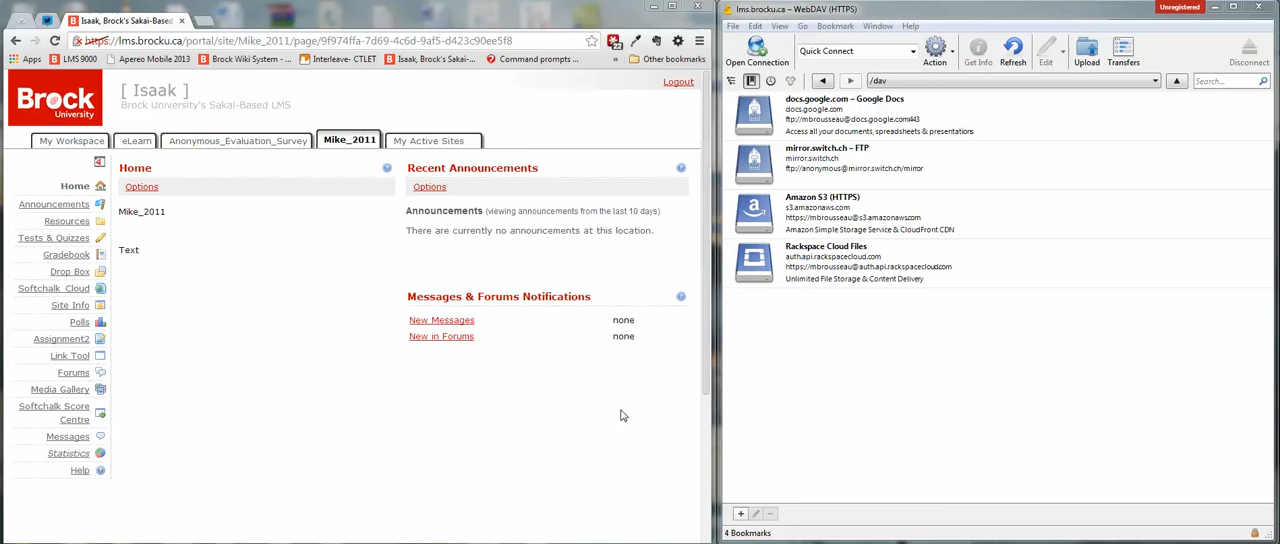 Isaak, Brock's Sakai-Based
https://lms.brocku.ca/portal/site/Mike_2011/page/9f974ffa-7d69-4c6d-9af5-d423c90ee5f8
22
Apps
LMS9000
Apereo Mobile 2013
Brock Wiki System - ...
Interleave- CTLET
Isaak, Brock's Sakai-...
Command prompts ...
»
Other bookmarks
Brock
University
[ Isaak ]
Brock University's Sakai-Based LMS
Logout
My Workspace
eLearn
Anonymous_Evaluation_Survey
Mike_2011
My Active Sites
Home
Announcements
Resources
Tests & Quizzes
Gradebook
Drop Box
Softchalk Cloud
Site Info
Polls
Assignment2
Link Tool
Forums
Media Gallery
Softchalk Score
Centre
Messages
Statistics
Help
Home
Options
Mike_2011
Text
Recent Announcements
Options
Announcements (viewing announcements from the last 10 days)
There are currently no announcements at this location.
Messages & Forums Notifications
New Messages none
New in Forums none
lms.brocku.ca – WebDAV (HTTPS)
Unregistered
File Edit View Go Bookmark Window Help
Open Connection
Quick Connect
Action
Get Info
Refresh
Edit
Upload
Transfers
Disconnect
/dav
Search...
docs.google.com – Google Docs
docs.google.com
ftp://mbrousseau@docs.google.com:443
Access all your documents, spreadsheets & presentations
mirror.switch.ch – FTP
mirror.switch.ch
ftp://anonymous@mirror.switch.ch/mirror
Amazon S3 (HTTPS)
s3.amazonaws.com
https://mbrousseau@s3.amazonaws.com
Amazon Simple Storage Service & CloudFront CDN
Rackspace Cloud Files
auth.api.rackspacecloud.com
https://mbrousseau@auth.api.rackspacecloud.com
Unlimited File Storage & Content Delivery
4 Bookmarks